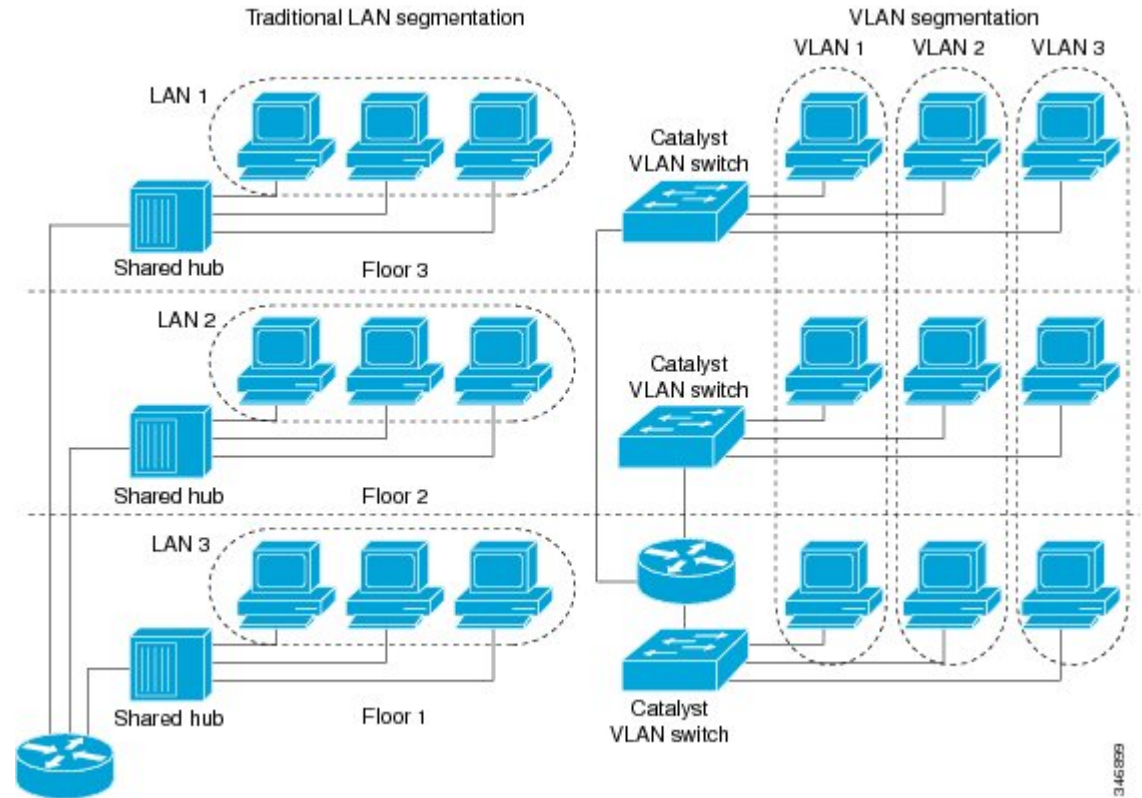 Traditional LAN segmentation
VLAN segmentation
VLAN 1
VLAN 2
VLAN 3
LAN 1
Catalyst
VLAN switch
Shared hub
Floor 3
LAN 2
Catalyst
VLAN switch
Shared hub
Floor 2
LAN 3
Shared hub
Floor 1
Catalyst
VLAN switch
346899